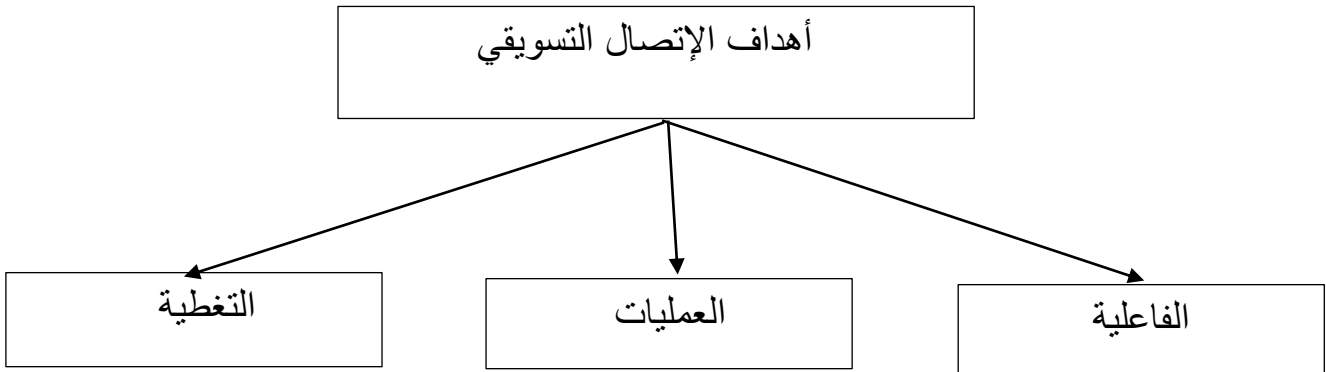 أهداف الإتصال التسويقي
الفاعلية
العمليات
التغطية